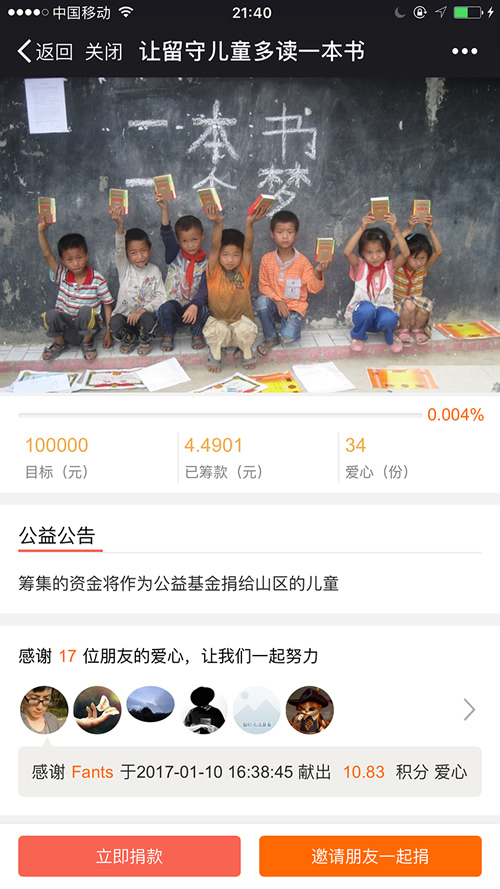 中国移动 21:40
返回 关闭 让留守儿童多读一本书
一本书
一个梦
0.004%
100000 4.4901 34
目标（元） 已筹款（元） 爱心（份）
公益公告
筹集的资金将作为公益基金捐给山区的儿童
感谢 17 位朋友的爱心，让我们一起努力
感谢 Fants 于2017-01-10 16:38:45 献出 10.83 积分 爱心
立即捐款 邀请朋友一起捐